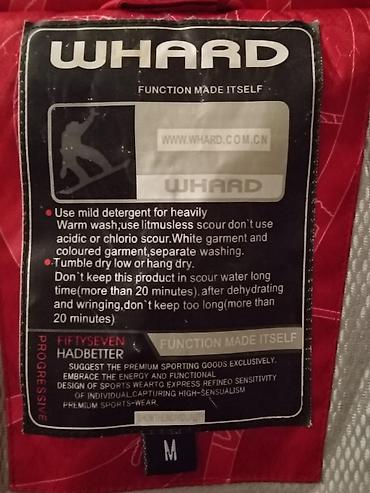 WHARD
FUNCTION MADE ITSELF
WWW.WHARD.COM.CN
WHARD
Use mild detergent for heavily
Warm wash;use litmusless scour don`t use
acidic or chlorio scour.White garment and
coloured garment,separate washing.
Tumble dry low or hang dry.
Don`t keep this product in scour water long
time(more than 20 minutes).after dehydrating
and wringing,don`t keep too long(more than
20 minutes)
FIFTYSEVEN
HADBETTER
FUNCTION MADE ITSELF
PROGRESSIVE
SUGGEST THE PREMIUM SPORTING GOODS EXCLUSIVELY.
EMBRACE THE ENERGY AND FUNCTIONAL
DESIGN OF SPORTS WEARTO EXPRESS REFINED SENSITIVITY
OF INDIVIDUAL.CAPTURING HIGH-SENSUALISM
PREMIUM SPORTS-WEAR.
M